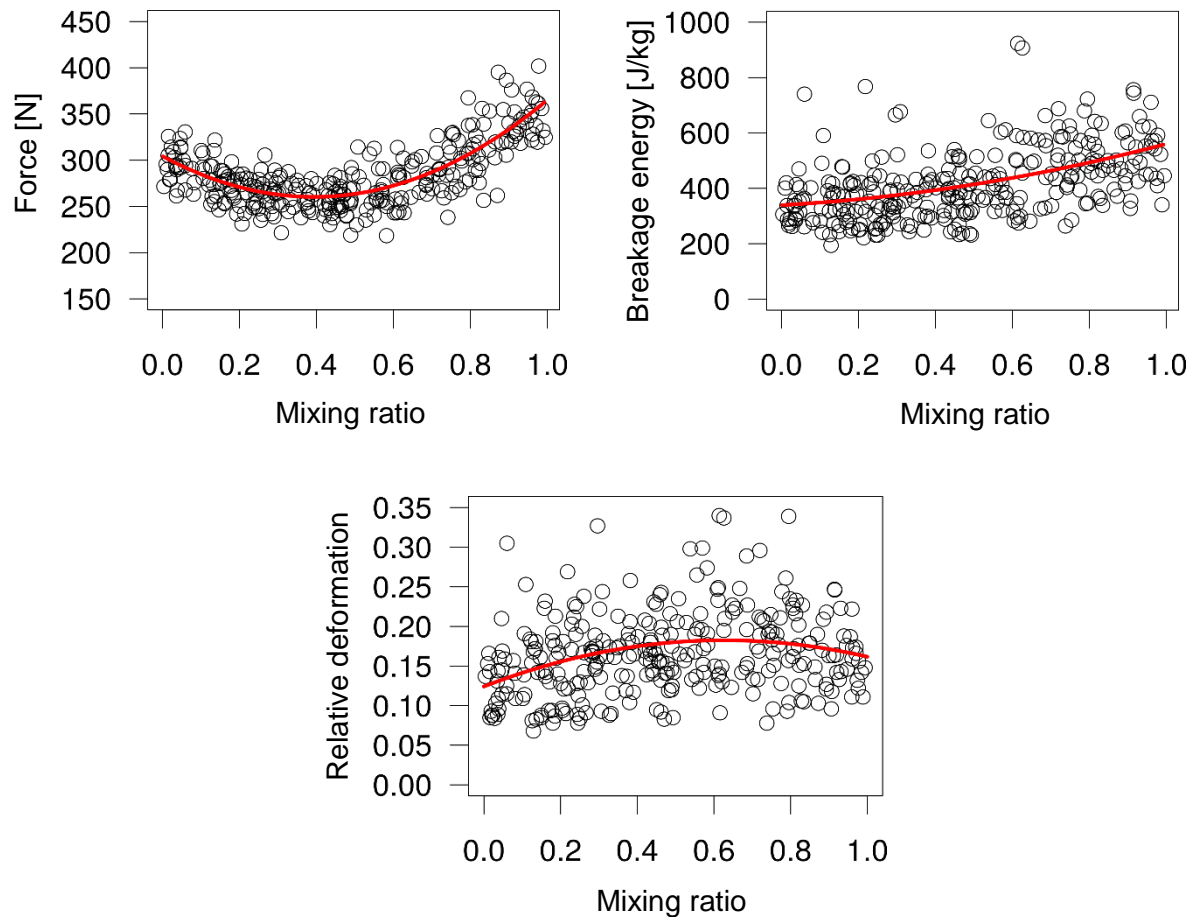 Force [N]
450
400
350
300
250
200
150
0.0 0.2 0.4 0.6 0.8 1.0
Mixing ratio
Breakage energy [J/kg]
1000
800
600
400
200
0
0.0 0.2 0.4 0.6 0.8 1.0
Mixing ratio
Relative deformation
0.35
0.30
0.25
0.20
0.15
0.10
0.05
0.00
0.0 0.2 0.4 0.6 0.8 1.0
Mixing ratio